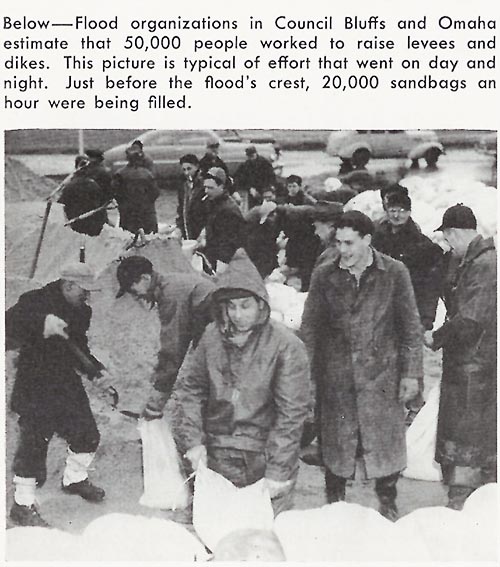 Below—Flood organizations in Council Bluffs and Omaha
estimate that 50,000 people worked to raise levees and
dikes. This picture is typical of effort that went on day and
night. Just before the flood's crest, 20,000 sandbags an
hour were being filled.